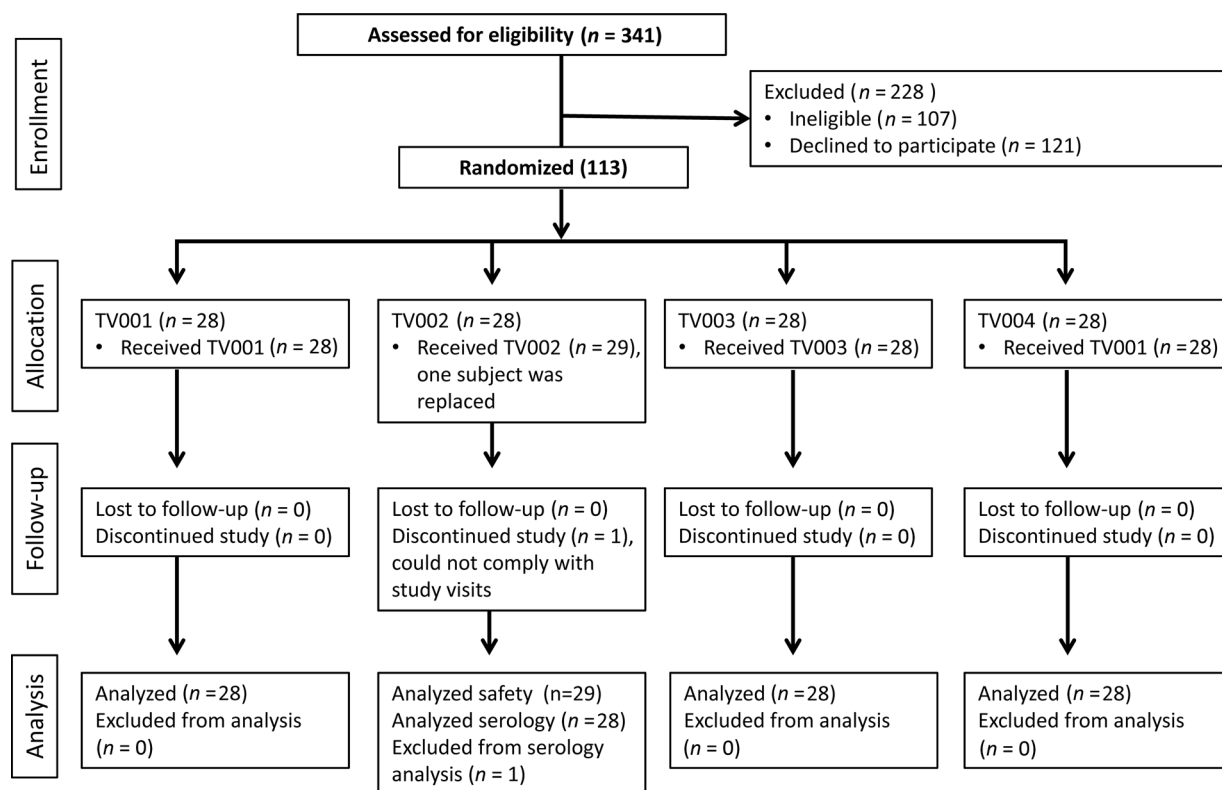 Enrollment
Assessed for eligibility (n = 341)
Excluded (n = 228 )
• Ineligible (n = 107)
• Declined to participate (n = 121)
Randomized (113)
Allocation
TV001 (n = 28)
• Received TV001 (n = 28)
TV002 (n = 28)
• Received TV002 (n = 29),
one subject was
replaced
TV003 (n = 28)
• Received TV003 (n = 28)
TV004 (n = 28)
• Received TV001 (n = 28)
Follow-up
Lost to follow-up (n = 0)
Discontinued study (n = 0)
Lost to follow-up (n = 0)
Discontinued study (n = 1),
could not comply with
study visits
Lost to follow-up (n = 0)
Discontinued study (n = 0)
Lost to follow-up (n = 0)
Discontinued study (n = 0)
Analysis
Analyzed (n = 28)
Excluded from analysis
(n = 0)
Analyzed safety (n=29)
Analyzed serology (n = 28)
Excluded from serology
analysis (n = 1)
Analyzed (n = 28)
Excluded from analysis
(n = 0)
Analyzed (n = 28)
Excluded from analysis
(n = 0)